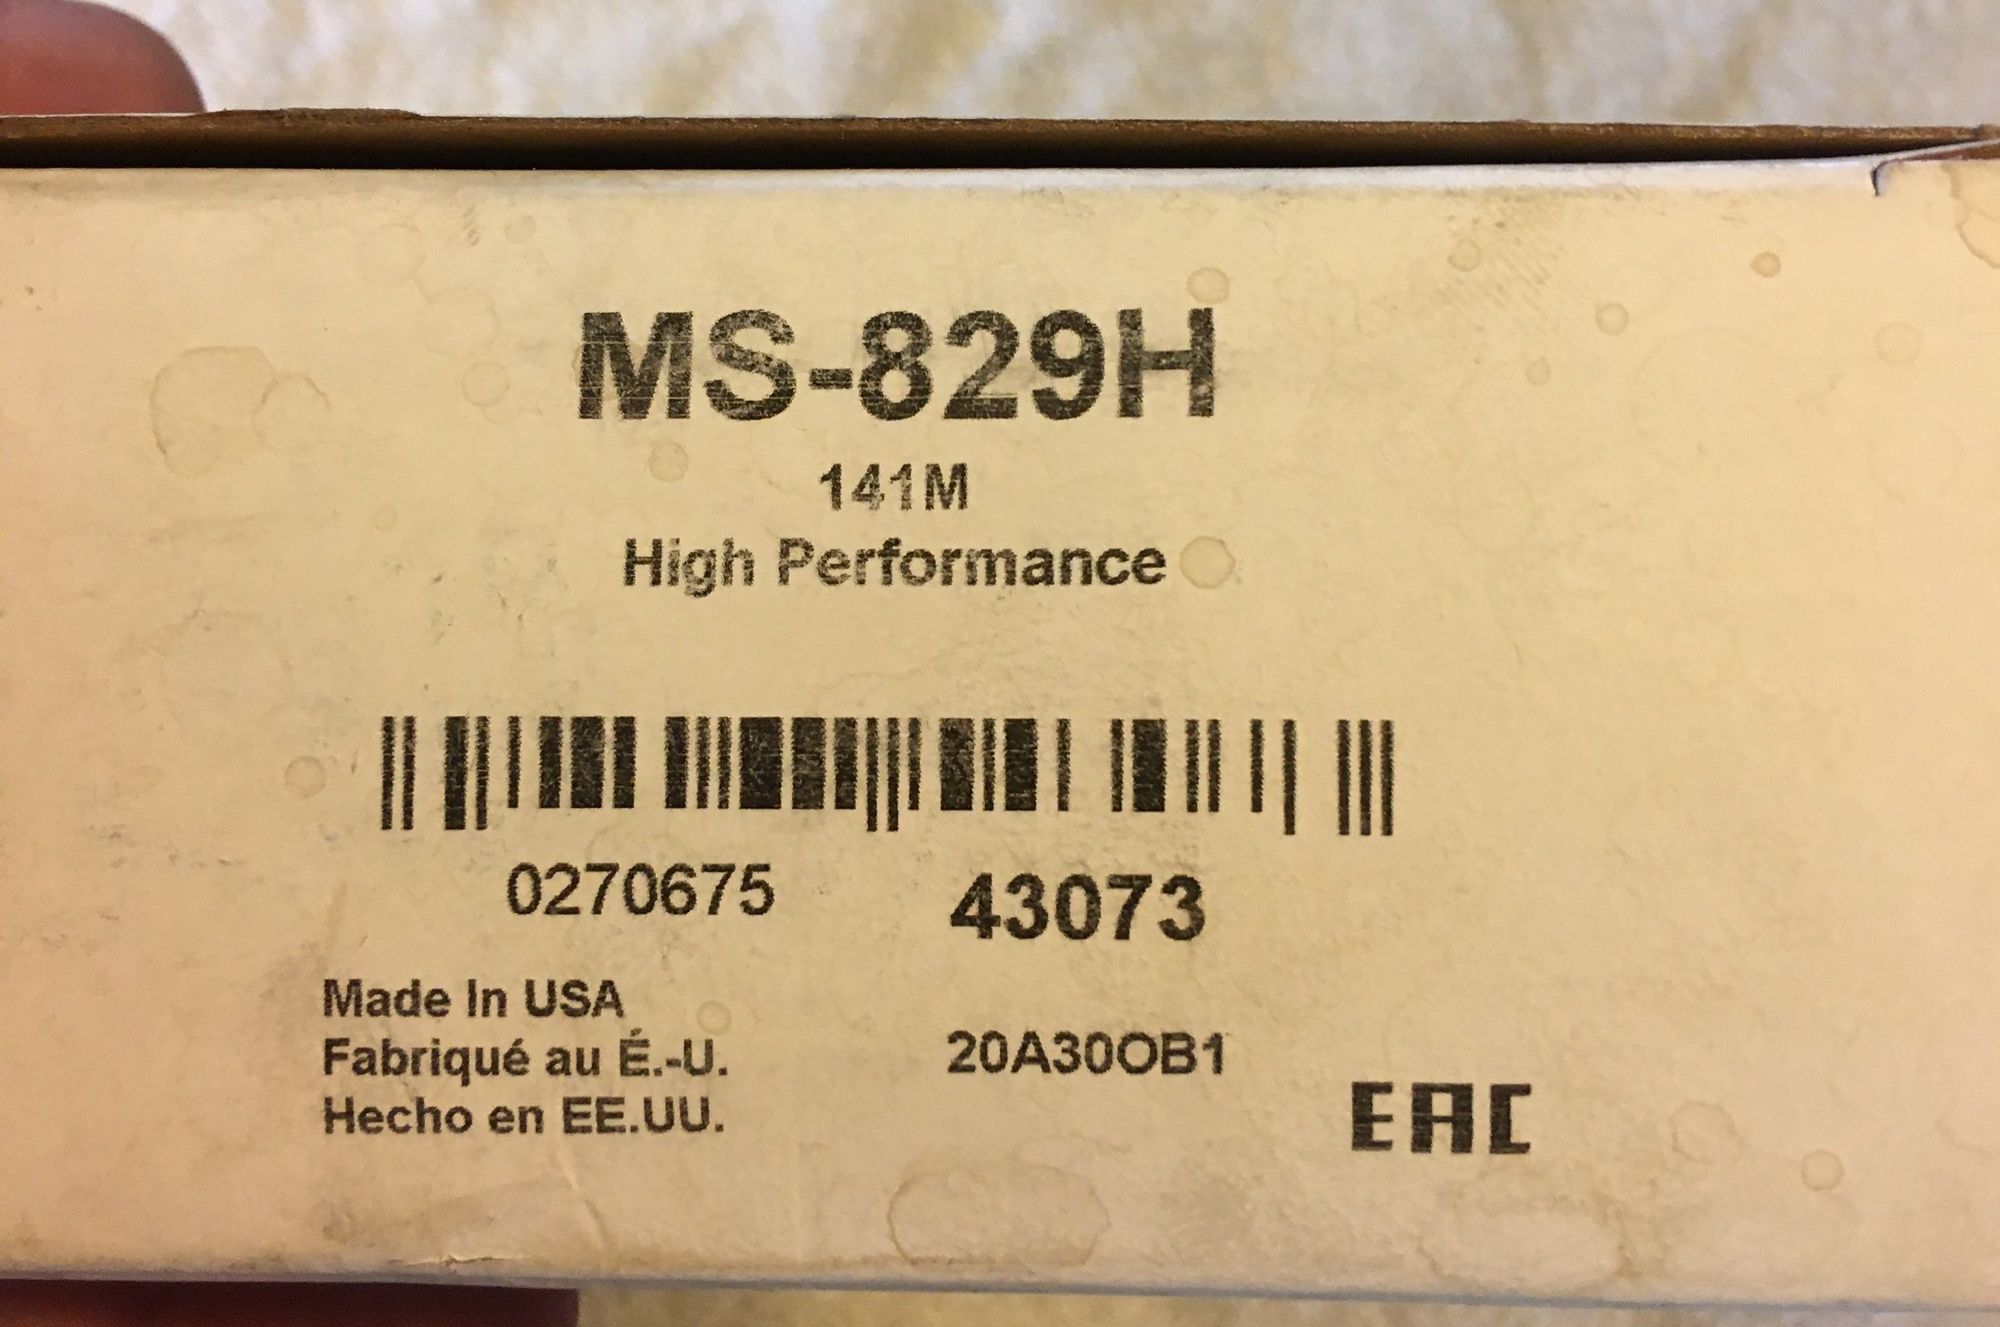 MS-829H
141M
High Performance
0270675 43073
Made In USA
Fabriqué au É.-U.
Hecho en EE.UU.
20A30OB1
EAC